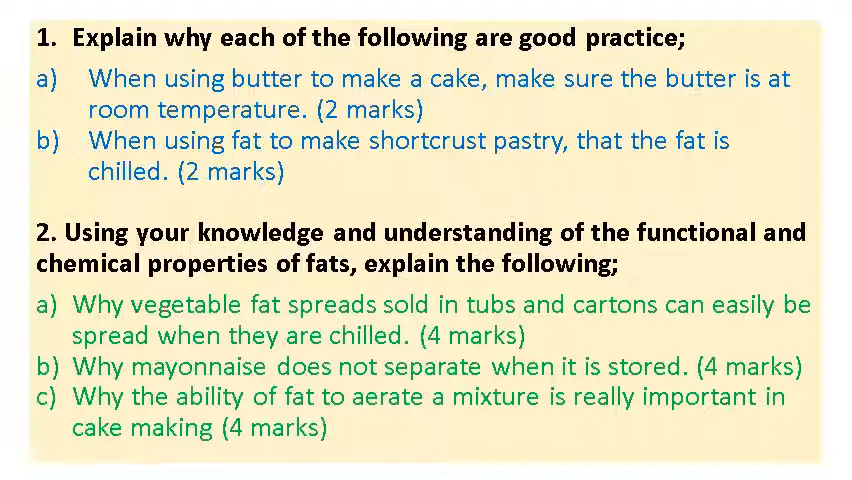 1. Explain why each of the following are good practice;
a) When using butter to make a cake, make sure the butter is at
room temperature. (2 marks)
b) When using fat to make shortcrust pastry, that the fat is
chilled. (2 marks)
2. Using your knowledge and understanding of the functional and
chemical properties of fats, explain the following;
a) Why vegetable fat spreads sold in tubs and cartons can easily be
spread when they are chilled. (4 marks)
b) Why mayonnaise does not separate when it is stored. (4 marks)
c) Why the ability of fat to aerate a mixture is really important in
cake making (4 marks)